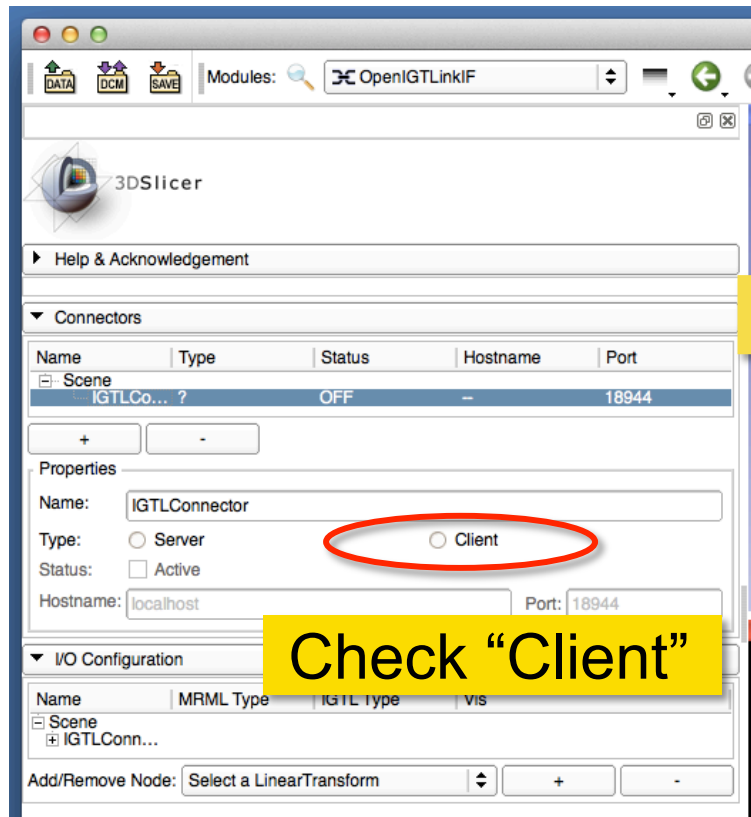 DATA DCM SAVE Modules: OpenIGTLinkIF
3DSlicer
Help & Acknowledgement
Connectors
Name Type Status Hostname Port
Scene
IGTLCo... ? OFF -- 18944
+ -
Properties
Name: IGTLConnector
Type: Server Client
Status: Active
Hostname: localhost Port: 18944
Check “Client”
I/O Configuration
Name MRML Type IGTL Type Vis
Scene
IGTLConn...
Add/Remove Node: Select a LinearTransform + -